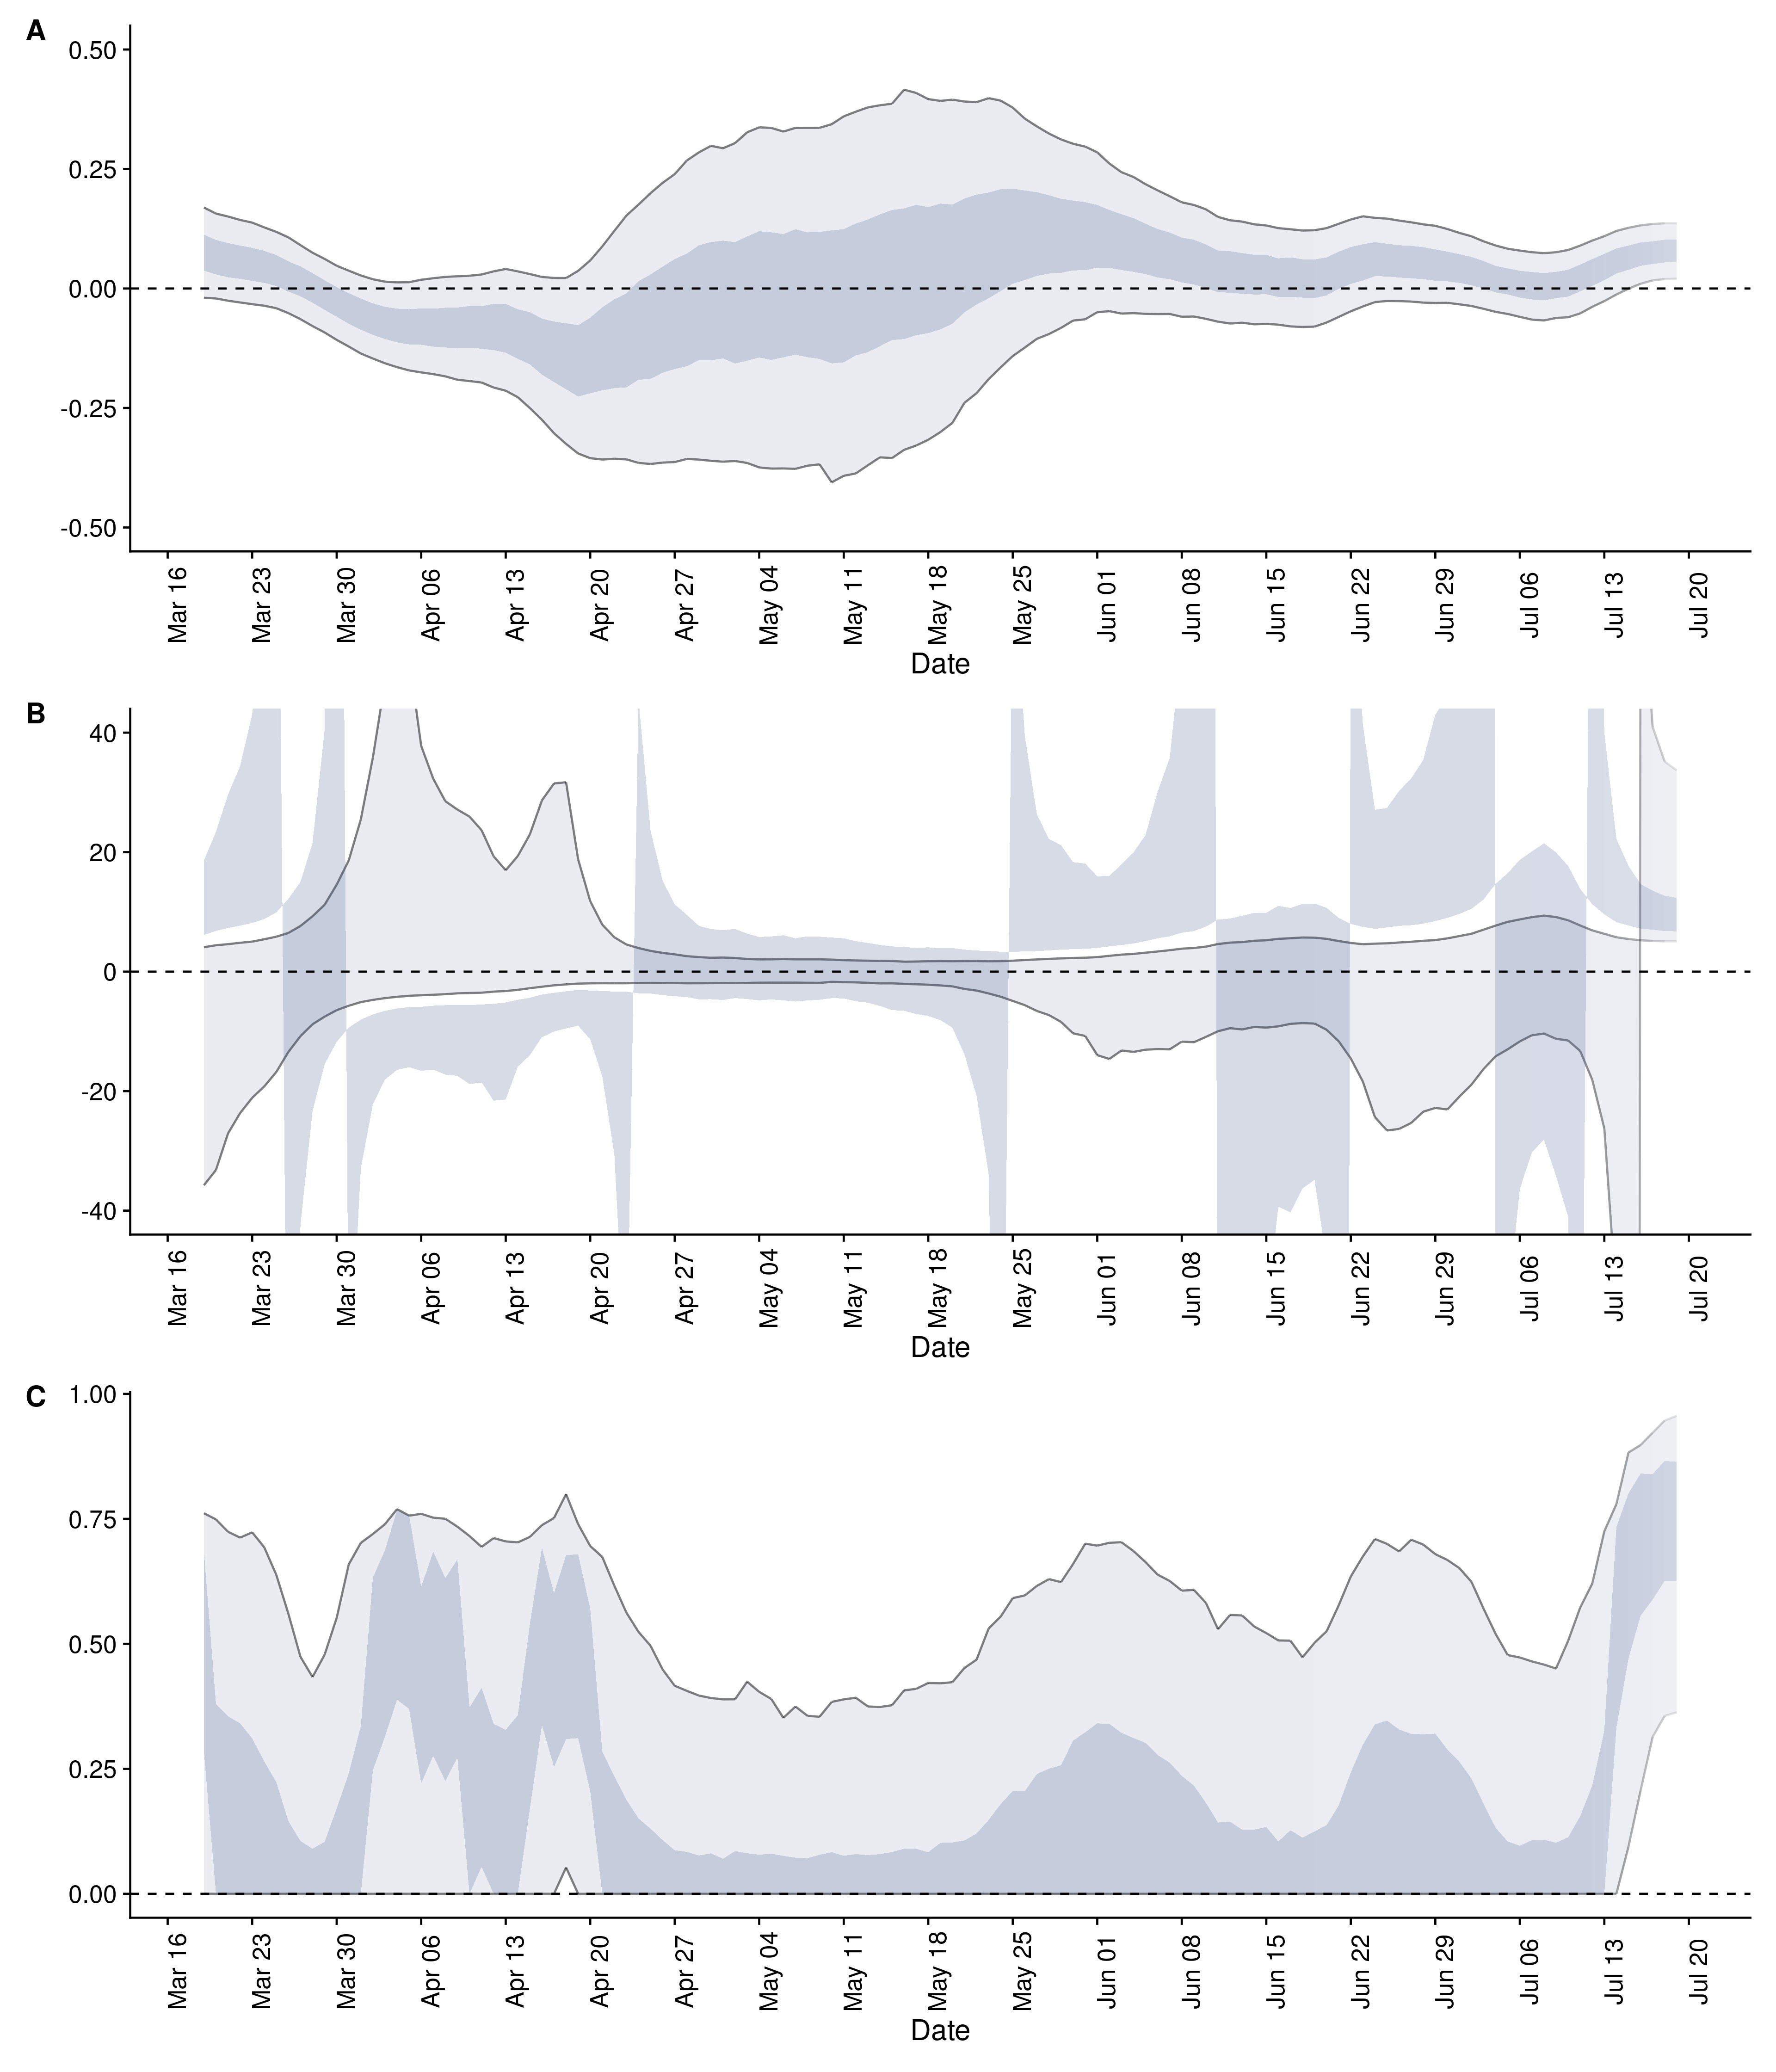 A
0.50
0.25
0.00
-0.25
-0.50
Mar 16
Mar 23
Mar 30
Apr 06
Apr 13
Apr 20
Apr 27
May 04
May 11
May 18
May 25
Jun 01
Jun 08
Jun 15
Jun 22
Jun 29
Jul 06
Jul 13
Jul 20
Date
B
40
20
0
-20
-40
Mar 16
Mar 23
Mar 30
Apr 06
Apr 13
Apr 20
Apr 27
May 04
May 11
May 18
May 25
Jun 01
Jun 08
Jun 15
Jun 22
Jun 29
Jul 06
Jul 13
Jul 20
Date
C
1.00
0.75
0.50
0.25
0.00
Mar 16
Mar 23
Mar 30
Apr 06
Apr 13
Apr 20
Apr 27
May 04
May 11
May 18
May 25
Jun 01
Jun 08
Jun 15
Jun 22
Jun 29
Jul 06
Jul 13
Jul 20
Date